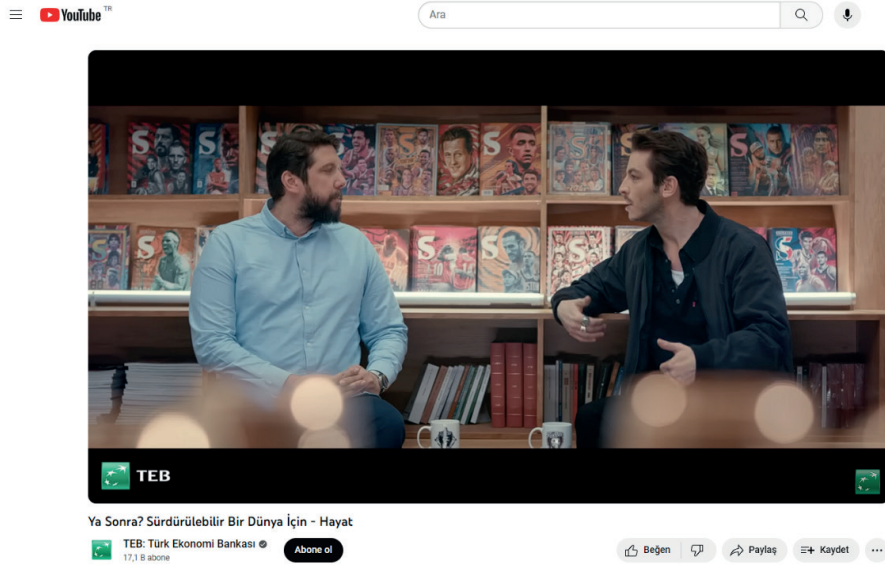 YouTube TR
Ara
S S S S S
S S S S S
TEB
Ya Sonra? Sürdürülebilir Bir Dünya İçin - Hayat
TEB: Türk Ekonomi Bankası
17,1 B abone
Abone ol
Beğen
Paylaş
Kaydet